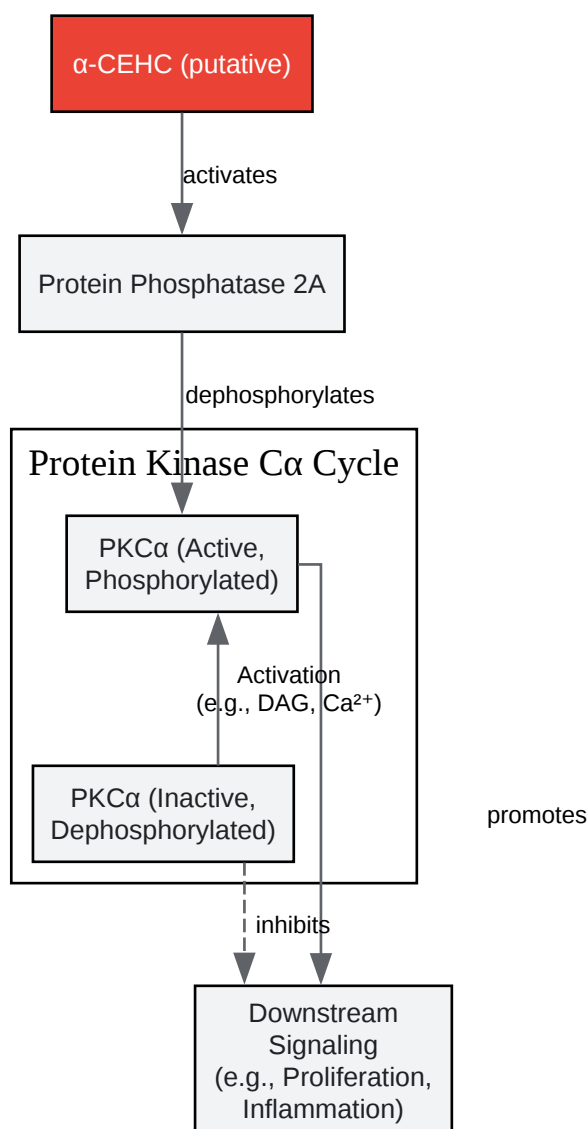 α-CEHC (putative)
activates
Protein Phosphatase 2A
dephosphorylates
Protein Kinase Cα Cycle
PKCα (Active,
Phosphorylated)
Activation
(e.g., DAG, Ca²⁺)
PKCα (Inactive,
Dephosphorylated)
promotes
inhibits
Downstream
Signaling
(e.g., Proliferation,
Inflammation)